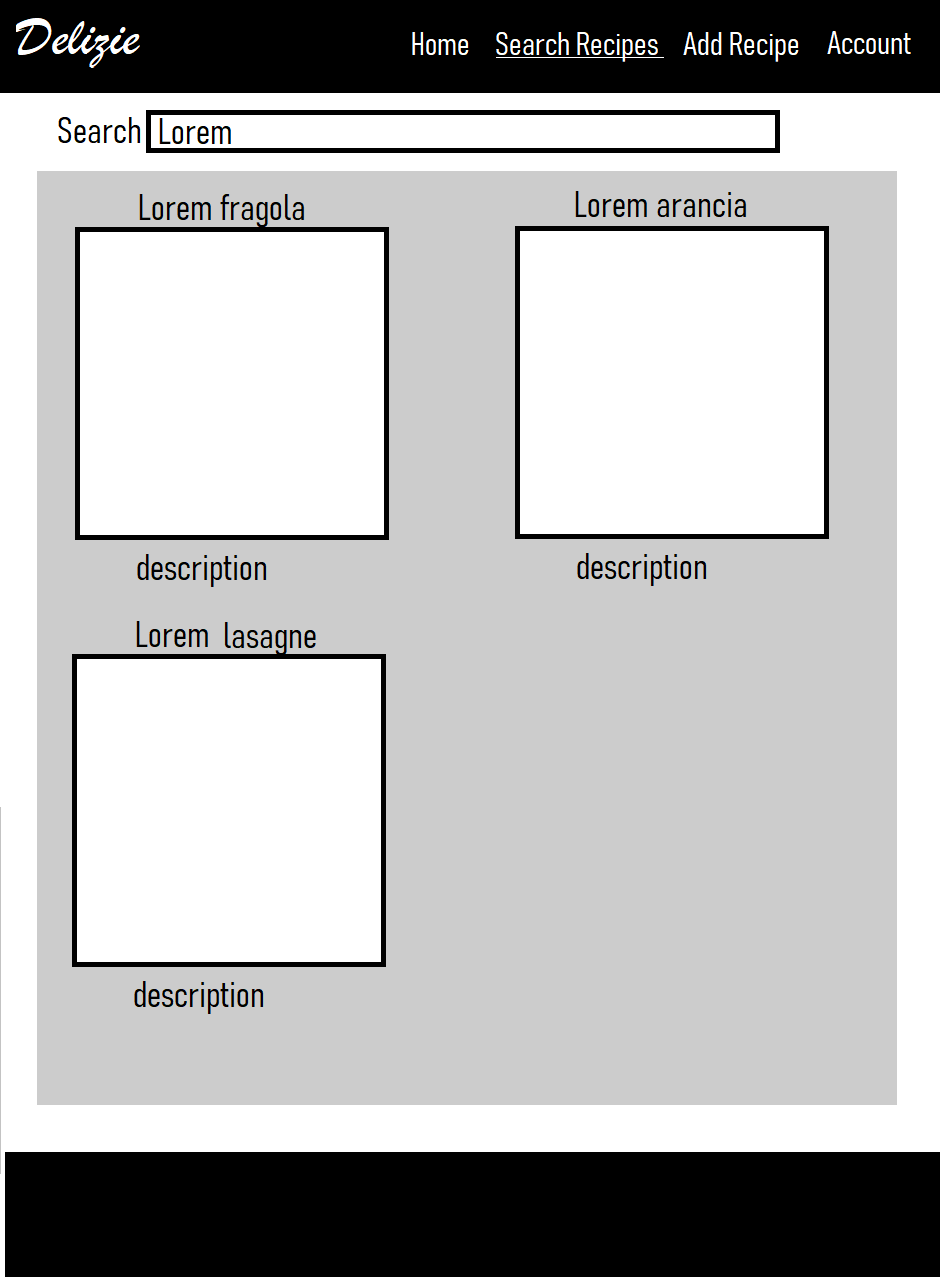 Delizie
Home Search Recipes Add Recipe Account
Search Lorem
Lorem fragola
Lorem arancia
description
description
Lorem lasagne
description